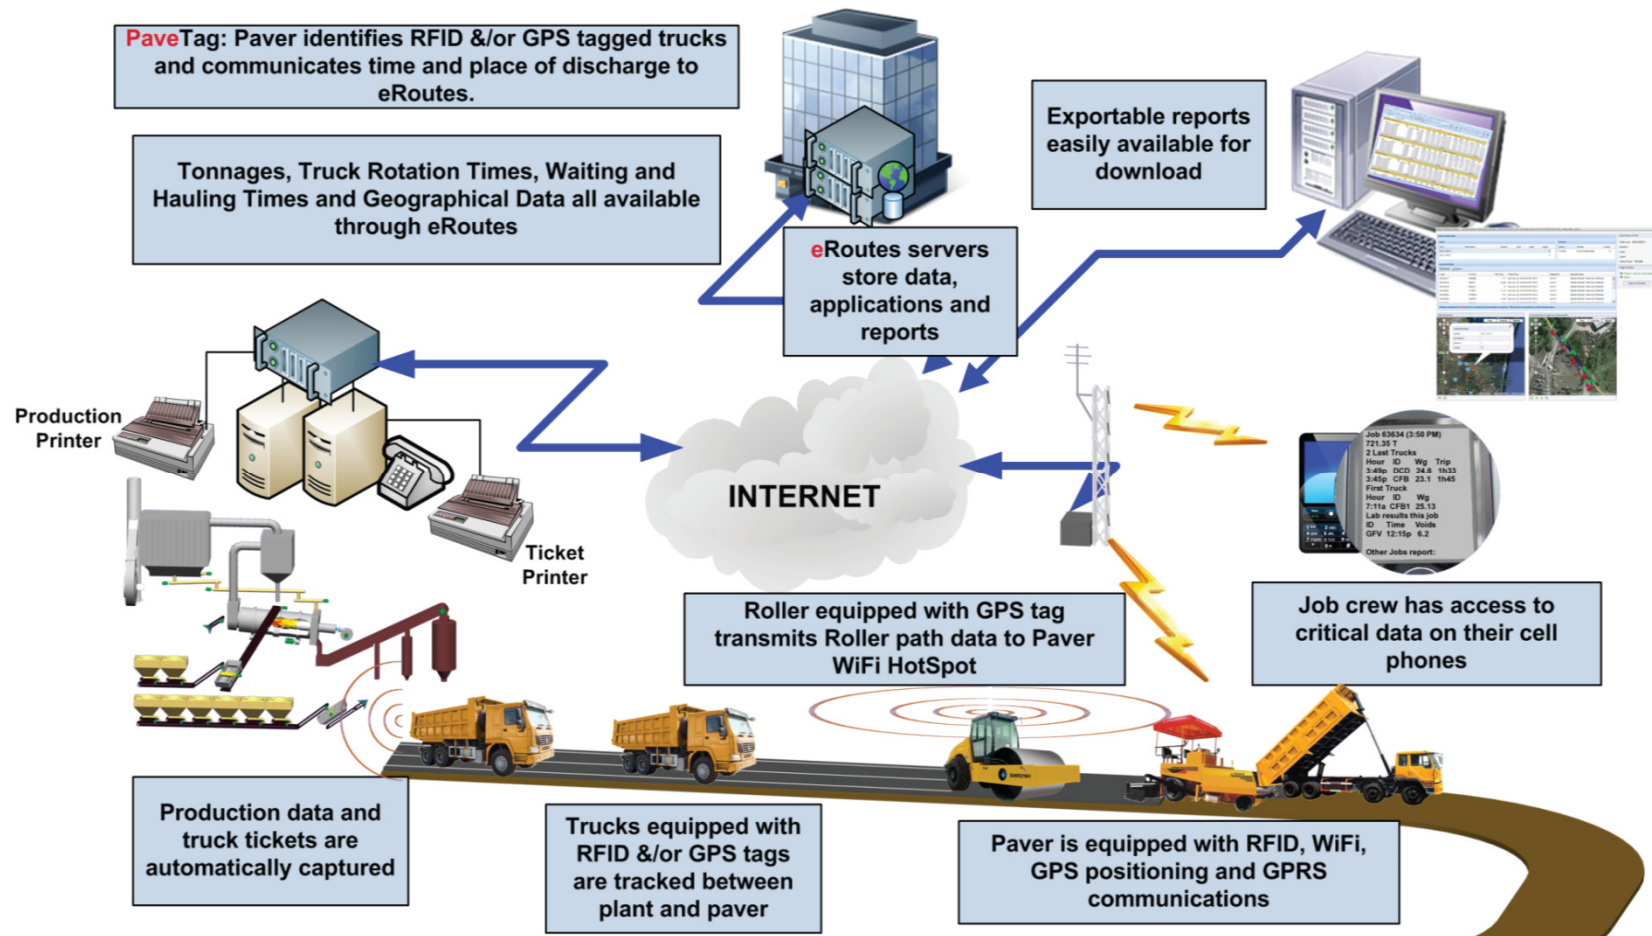 PaveTag: Paver identifies RFID &/or GPS tagged trucks
and communicates time and place of discharge to
eRoutes.
Tonnages, Truck Rotation Times, Waiting and
Hauling Times and Geographical Data all available
through eRoutes
eRoutes servers
store data,
applications and
reports
Exportable reports
easily available for
download
Production
Printer
Ticket
Printer
INTERNET
Job 63634 (3:50 PM)
721.35 T
2 Last Trucks
Hour ID Wg Trip
3:49p DCD 24.6 1h33
3:45p CFB 23.1 1h45
First Truck
Hour ID Wg
7:11a CFB1 25.13
Lab results this job
ID Time Voids
GFV 12:15p 6.2
Other Jobs report:
Roller equipped with GPS tag
transmits Roller path data to Paver
WiFi HotSpot
Job crew has access to
critical data on their cell
phones
Production data and
truck tickets are
automatically captured
Trucks equipped with
RFID &/or GPS tags
are tracked between
plant and paver
Paver is equipped with RFID, WiFi,
GPS positioning and GPRS
communications